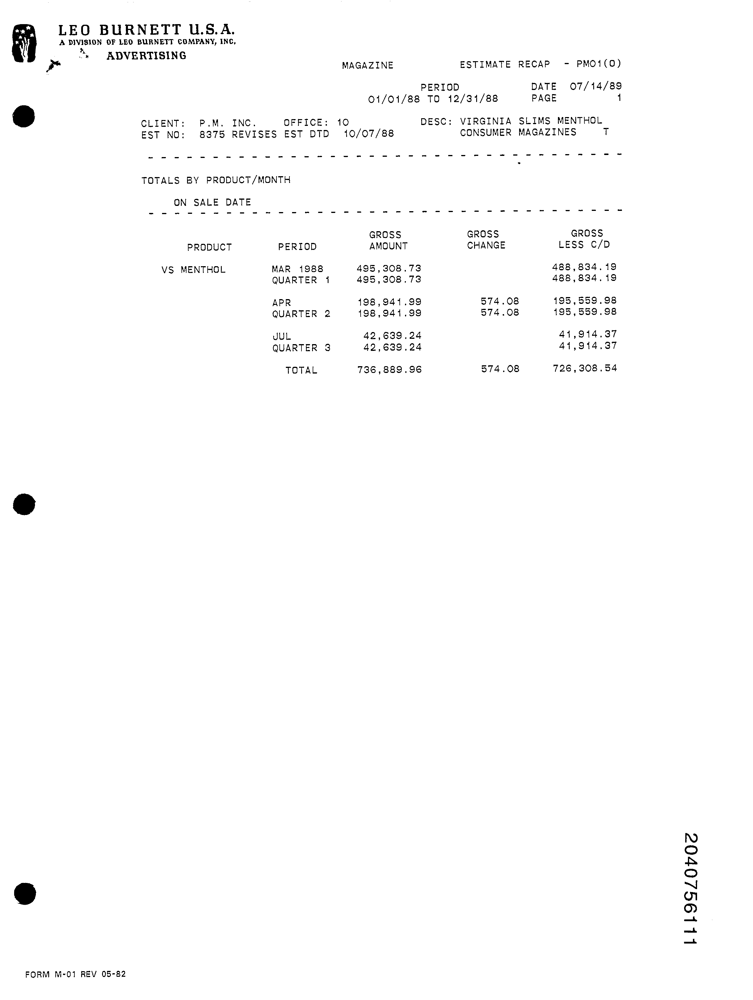 LEO BURNETT U.S.A.
A DIVISION OF LEO BURNETT COMPANY, INC.
ADVERTISING
MAGAZINE ESTIMATE RECAP - PM01(0)
PERIOD DATE 07/14/89
01/01/88 TO 12/31/88 PAGE 1
CLIENT: P.M. INC. OFFICE: 10 DESC: VIRGINIA SLIMS MENTHOL
EST NO: 8375 REVISES EST DTD 10/07/88 CONSUMER MAGAZINES T
TOTALS BY PRODUCT/MONTH
ON SALE DATE
GROSS GROSS GROSS
PRODUCT PERIOD AMOUNT CHANGE LESS C/D
VS MENTHOL MAR 1988 495,308.73 488,834.19
QUARTER 1 495,308.73 488,834.19
APR 198,941.99 574.08 195,559.98
QUARTER 2 198,941.99 574.08 195,559.98
JUL 42,639.24 41,914.37
QUARTER 3 42,639.24 41,914.37
TOTAL 736,889.96 574.08 726,308.54
2040756111
FORM M-01 REV 05-82